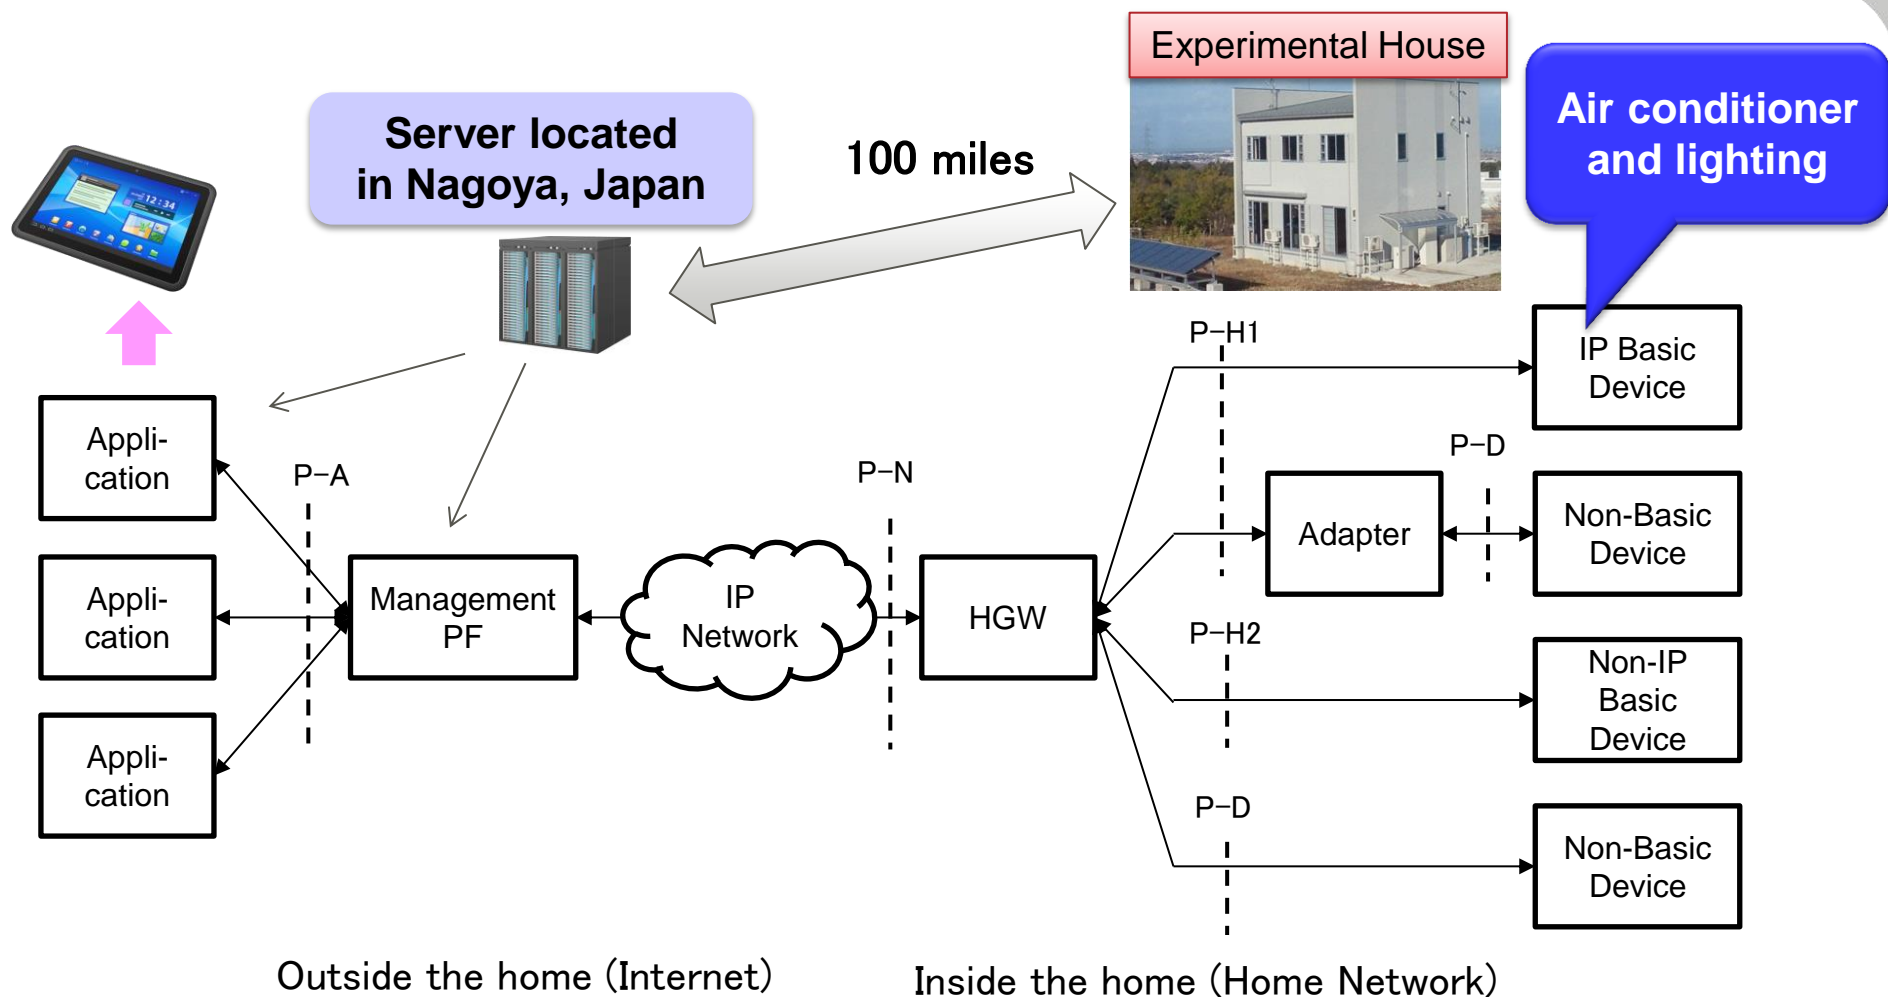 Experimental House
Air conditioner
and lighting
Server located
in Nagoya, Japan
100 miles
12:34
P-H1
IP Basic
Device
Appli-
cation
P-A
P-N
P-D
Adapter
Non-Basic
Device
Appli-
cation
Management
PF
IP
Network
HGW
P-H2
Non-IP
Basic
Device
Appli-
cation
P-D
Non-Basic
Device
Outside the home (Internet)
Inside the home (Home Network)